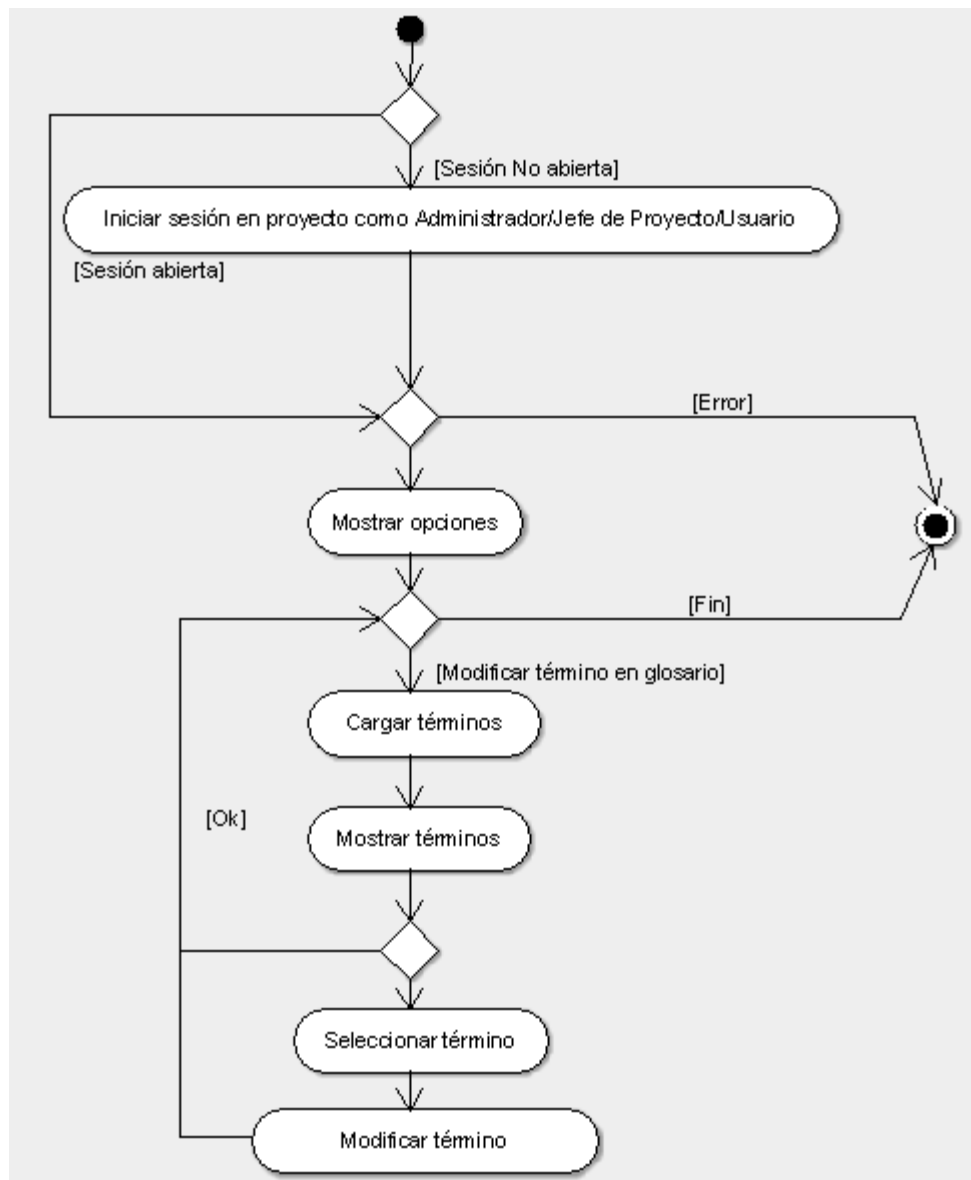 [Sesión No abierta]
Iniciar sesión en proyecto como Administrador/Jefe de Proyecto/Usuario
[Sesión abierta]
[Error]
Mostrar opciones
[Fin]
[Modificar término en glosario]
Cargar términos
[Ok]
Mostrar términos
Seleccionar término
Modificar término